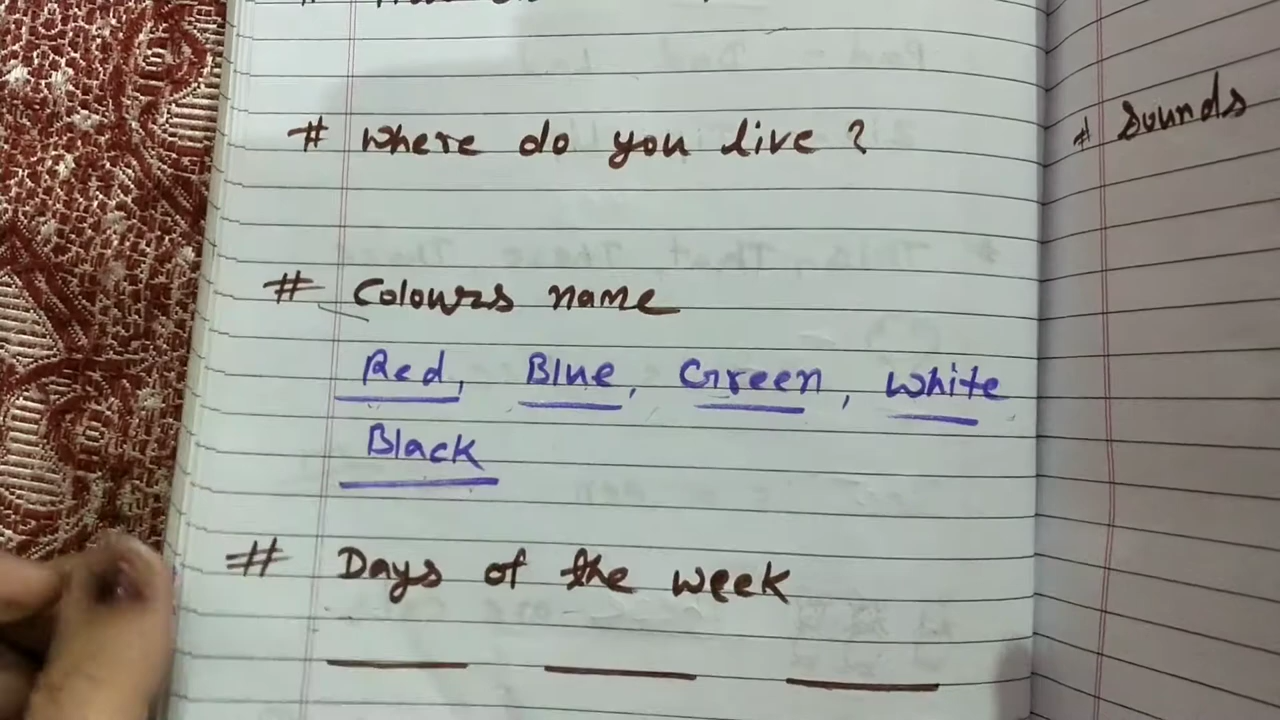 # Where do you live ?
# Colours name
Red, Blue, Green, White
Black
# Days of the week
# Sounds